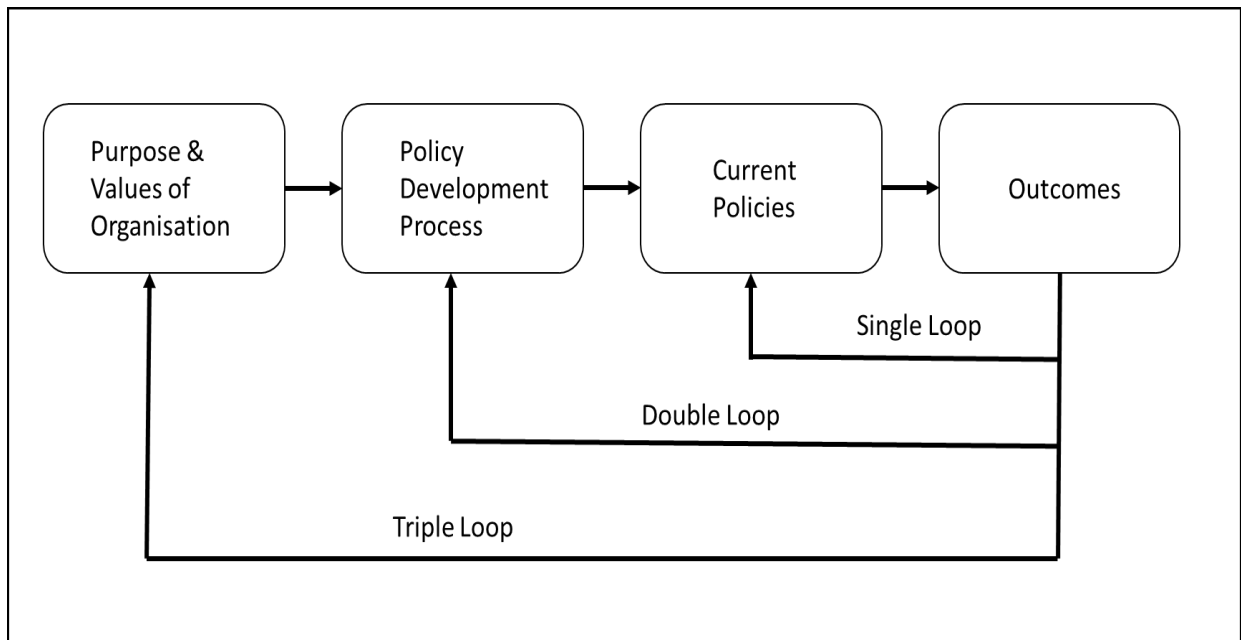 Purpose &
Values of
Organisation
Policy
Development
Process
Current
Policies
Outcomes
Single Loop
Double Loop
Triple Loop